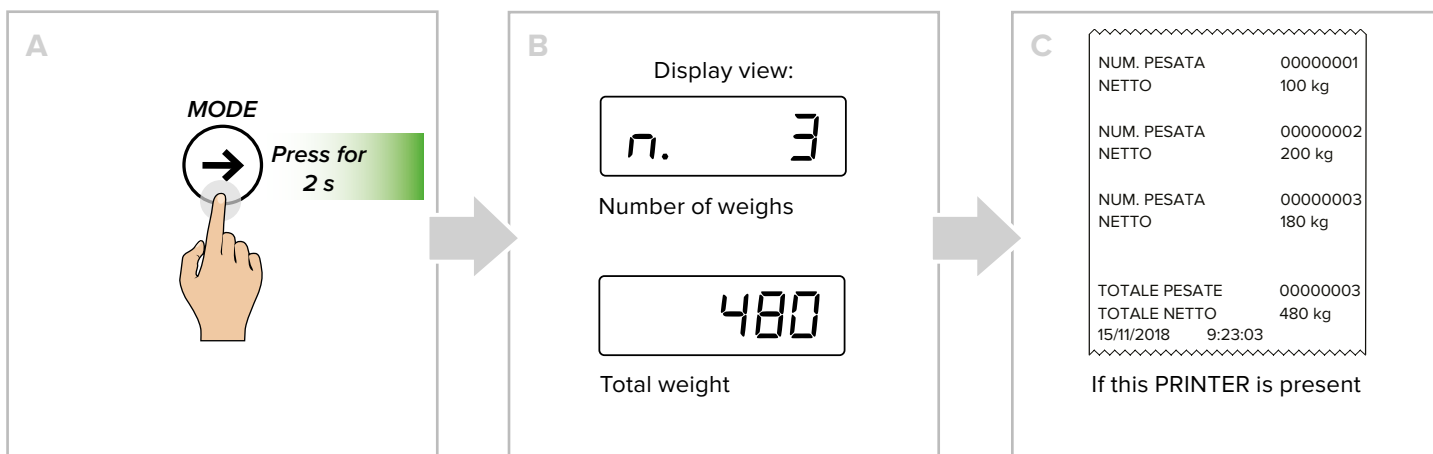 A
MODE
Press for
2 s
B
Display view:
n. 3
Number of weighs
480
Total weight
C
NUM. PESATA 00000001
NETTO 100 kg
NUM. PESATA 00000002
NETTO 200 kg
NUM. PESATA 00000003
NETTO 180 kg
TOTALE PESATE 00000003
TOTALE NETTO 480 kg
15/11/2018 9:23:03
If this PRINTER is present